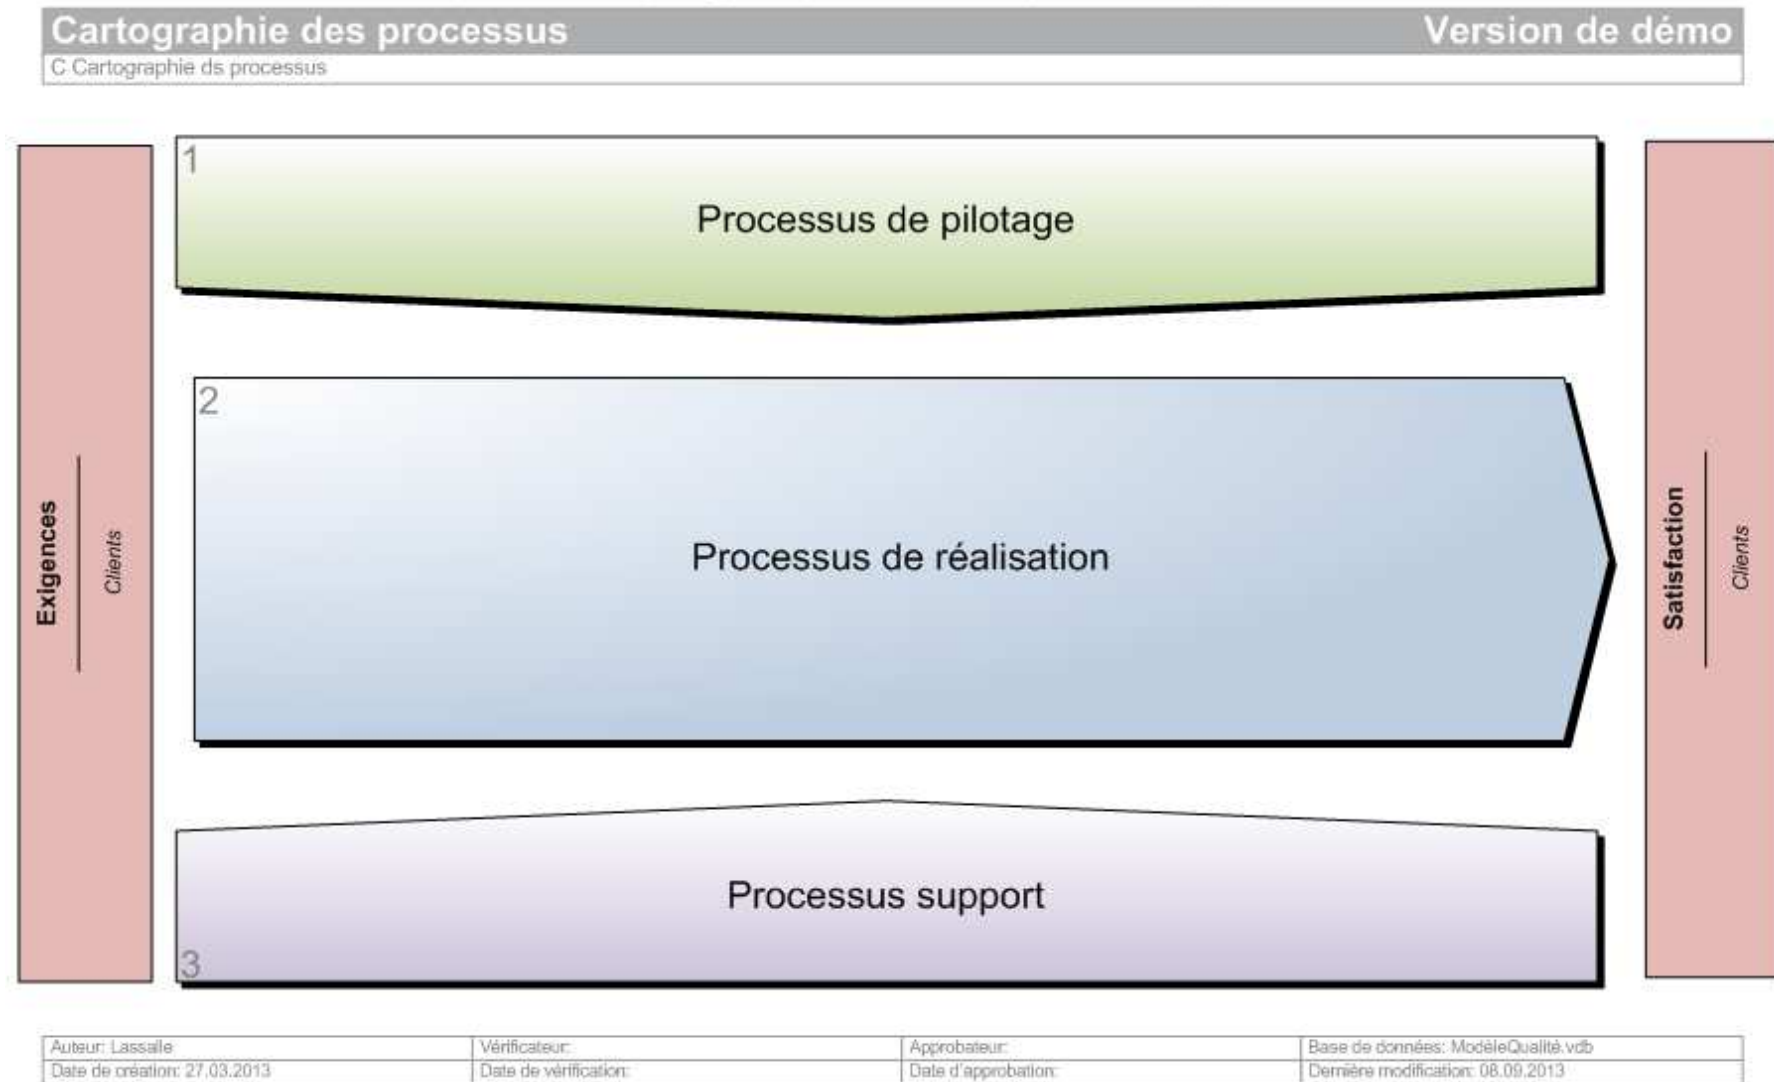 Cartographie des processus
Version de démo
C Cartographie ds processus
1
Processus de pilotage
2
Processus de réalisation
Processus support
3
Exigences
Clients
Satisfaction
Clients
Auteur: Lassalle
Vérificateur:
Approbateur:
Base de données: ModèleQualité.vdb
Date de création: 27.03.2013
Date de vérification:
Date d'approbation:
Dernière modification: 08.09.2013